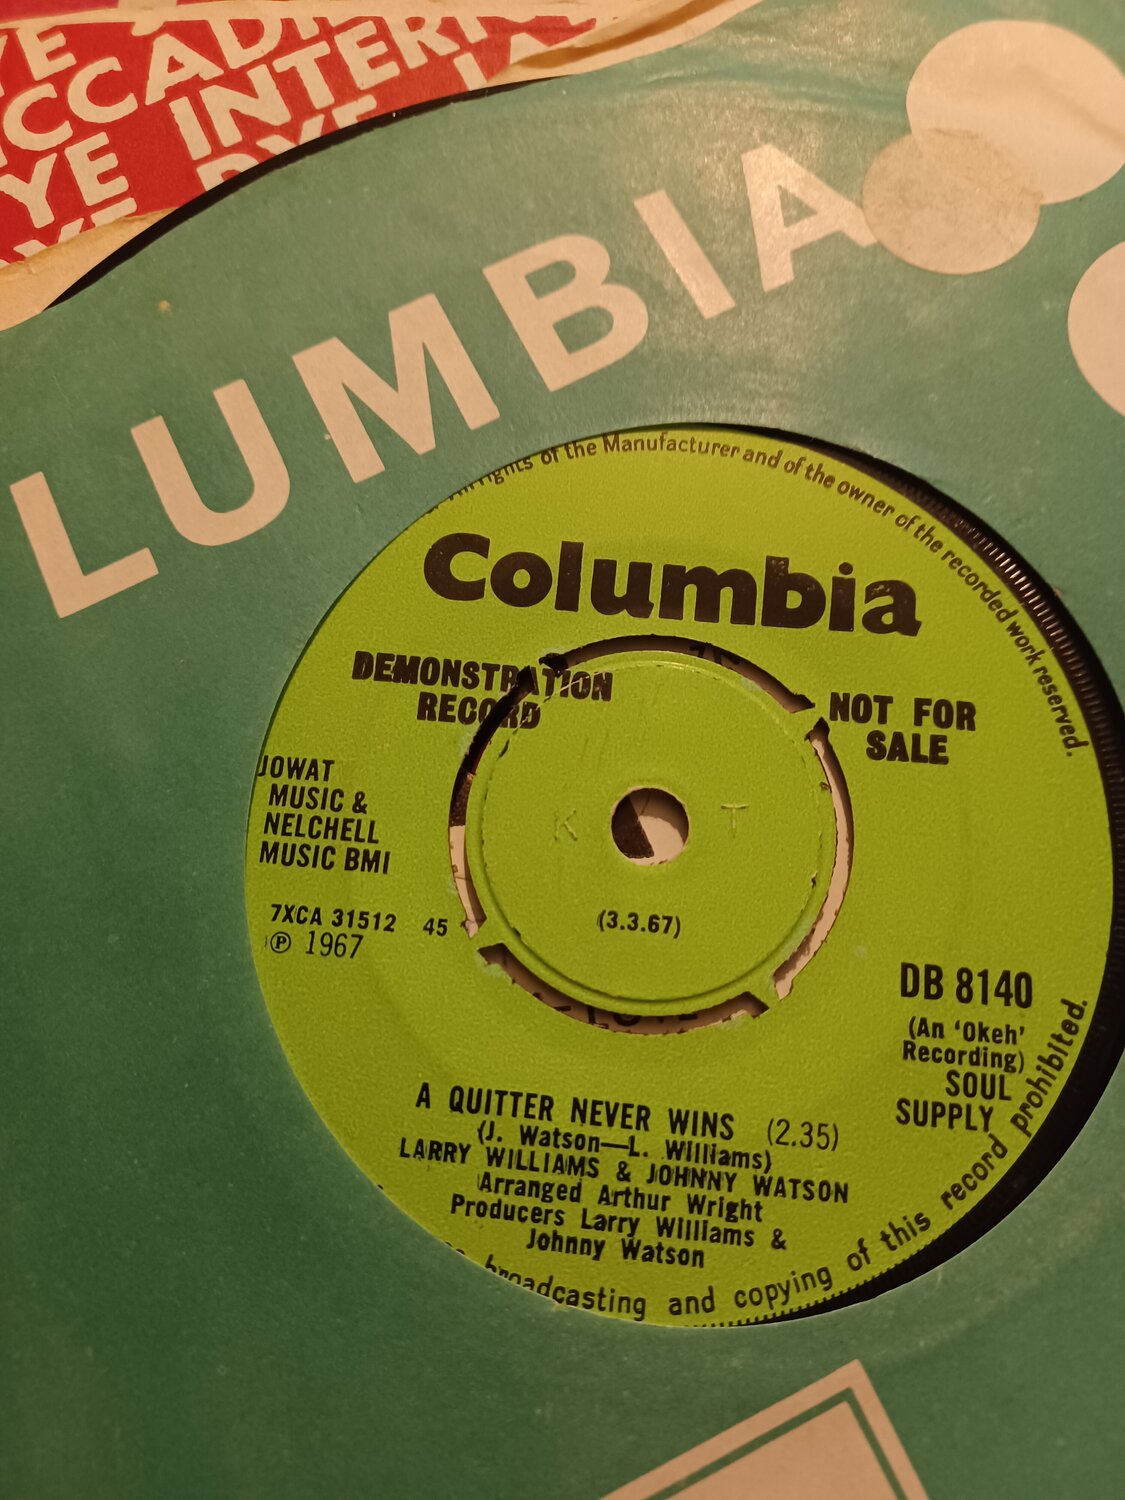 YE
CCADI
INTER
YE
LUMBIA
rights of the Manufacturer and of the owner of the recorded work reserved.
Columbia
DEMONSTRATION
RECORD
NOT FOR
SALE
JOWAT
MUSIC &
NELCHELL
MUSIC BMI
K T
7XCA 31512 45
℗ 1967
(3.3.67)
DB 8140
(An ‘Okeh’
Recording)
SOUL
SUPPLY
A QUITTER NEVER WINS (2.35)
(J. Watson—L. Williams)
LARRY WILLIAMS & JOHNNY WATSON
Arranged Arthur Wright
Producers Larry Williams &
Johnny Watson
broadcasting and copying of this record prohibited.